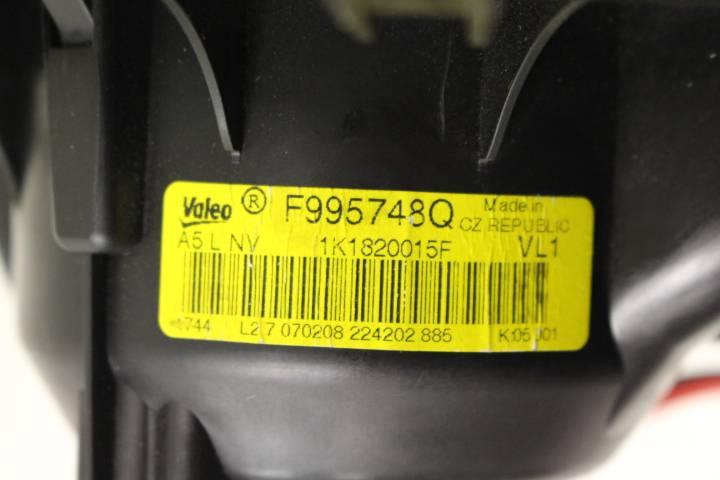 Valeo ® F995748Q Made in
CZ REPUBLIC
A5 L NV 1K1820015F VL1
L2 7 070208 224202 885